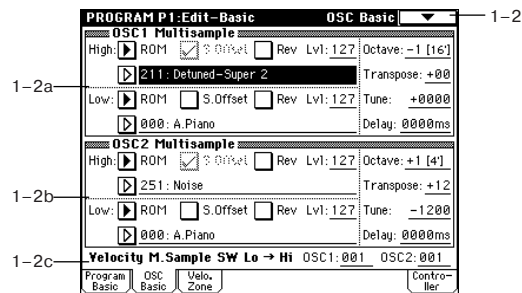 PROGRAM P1:Edit-Basic OSC Basic 1-2
OSC1 Multisample
High: ROM S.Offset Rev Lvl: 127 Octave: -1 [16']
1-2a 211: Detuned-Super 2 Transpose: +00
Low: ROM S.Offset Rev Lvl: 127 Tune: +0000
000: A.Piano Delay: 0000ms
OSC2 Multisample
High: ROM S.Offset Rev Lvl: 127 Octave: +1 [4']
251: Noise Transpose: +12
1-2b
Low: ROM S.Offset Rev Lvl: 127 Tune: -1200
000: A.Piano Delay: 0000ms
1-2c Velocity M.Sample SW Lo → Hi OSC1: 001 OSC2: 001
Program Basic OSC Basic Velo. Zone Contro-ller